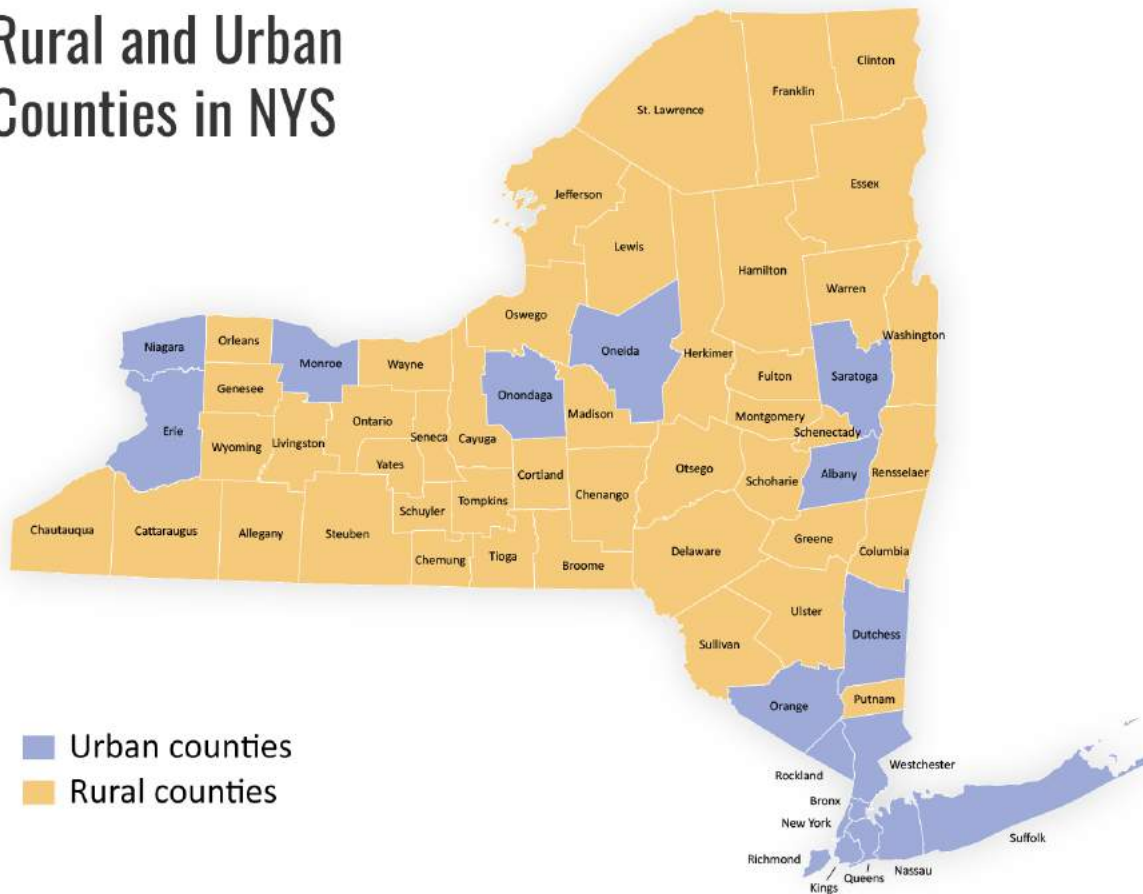 Rural and Urban
Counties in NYS
Clinton
Franklin
St. Lawrence
Essex
Jefferson
Lewis
Hamilton
Warren
Oswego
Washington
Niagara
Orleans
Monroe
Wayne
Oneida
Herkimer
Fulton
Saratoga
Genesee
Onondaga
Madison
Montgomery
Erie
Wyoming
Livingston
Ontario
Seneca
Cayuga
Schenectady
Yates
Cortland
Otsego
Schoharie
Albany
Rensselaer
Chenango
Schuyler
Tompkins
Chautauqua
Cattaraugus
Allegany
Steuben
Chemung
Tioga
Broome
Delaware
Greene
Columbia
Ulster
Dutchess
Sullivan
Putnam
Orange
Urban counties
Rural counties
Rockland
Westchester
Bronx
New York
Suffolk
Richmond
Nassau
Queens
Kings